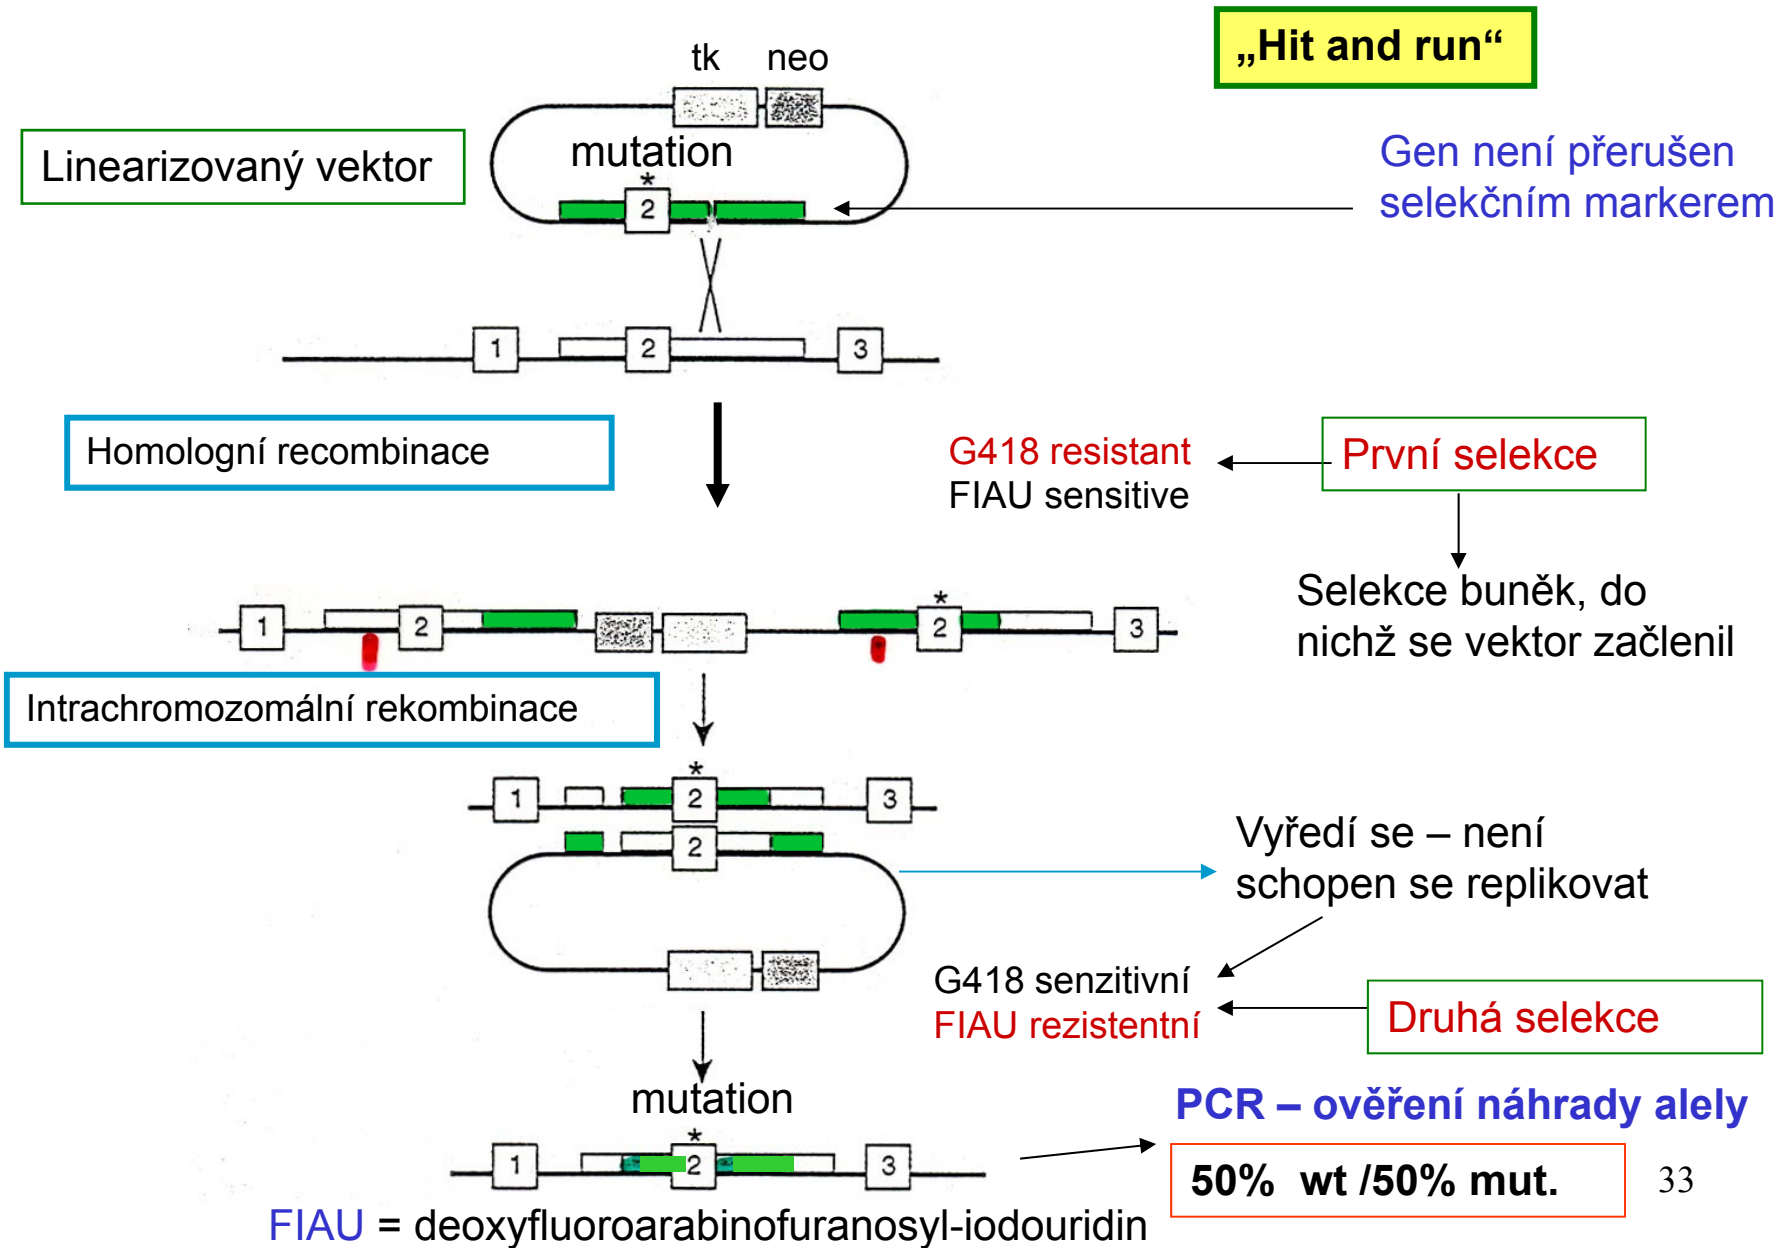 „Hit and run“
tk neo
Linearizovaný vektor
mutation
*
2
Gen není přerušen
selekčním markerem
1 2 3
Homologní recombinace
G418 resistant
FIAU sensitive
První selekce
Selekce buněk, do
nichž se vektor začlenil
*
1 2 2 3
Intrachromozomální rekombinace
*
1 2 3
2
Vyředí se – není
schopen se replikovat
G418 senzitivní
FIAU rezistentní
Druhá selekce
mutation
*
1 2 3
PCR – ověření náhrady alely
50% wt /50% mut.
33
FIAU = deoxyfluoroarabinofuranosyl-iodouridin